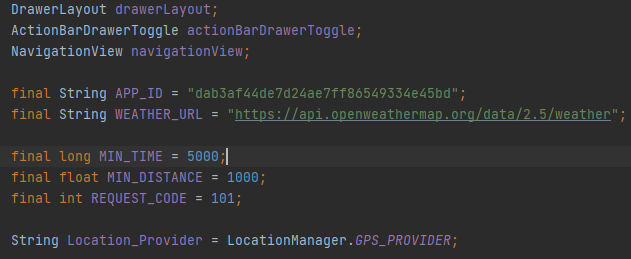 DrawerLayout drawerLayout;
ActionBarDrawerToggle actionBarDrawerToggle;
NavigationView navigationView;
final String APP_ID = "dab3af44de7d24ae7ff86549334e45bd";
final String WEATHER_URL = "https://api.openweathermap.org/data/2.5/weather";
final long MIN_TIME = 5000;
final float MIN_DISTANCE = 1000;
final int REQUEST_CODE = 101;
String Location_Provider = LocationManager.GPS_PROVIDER;